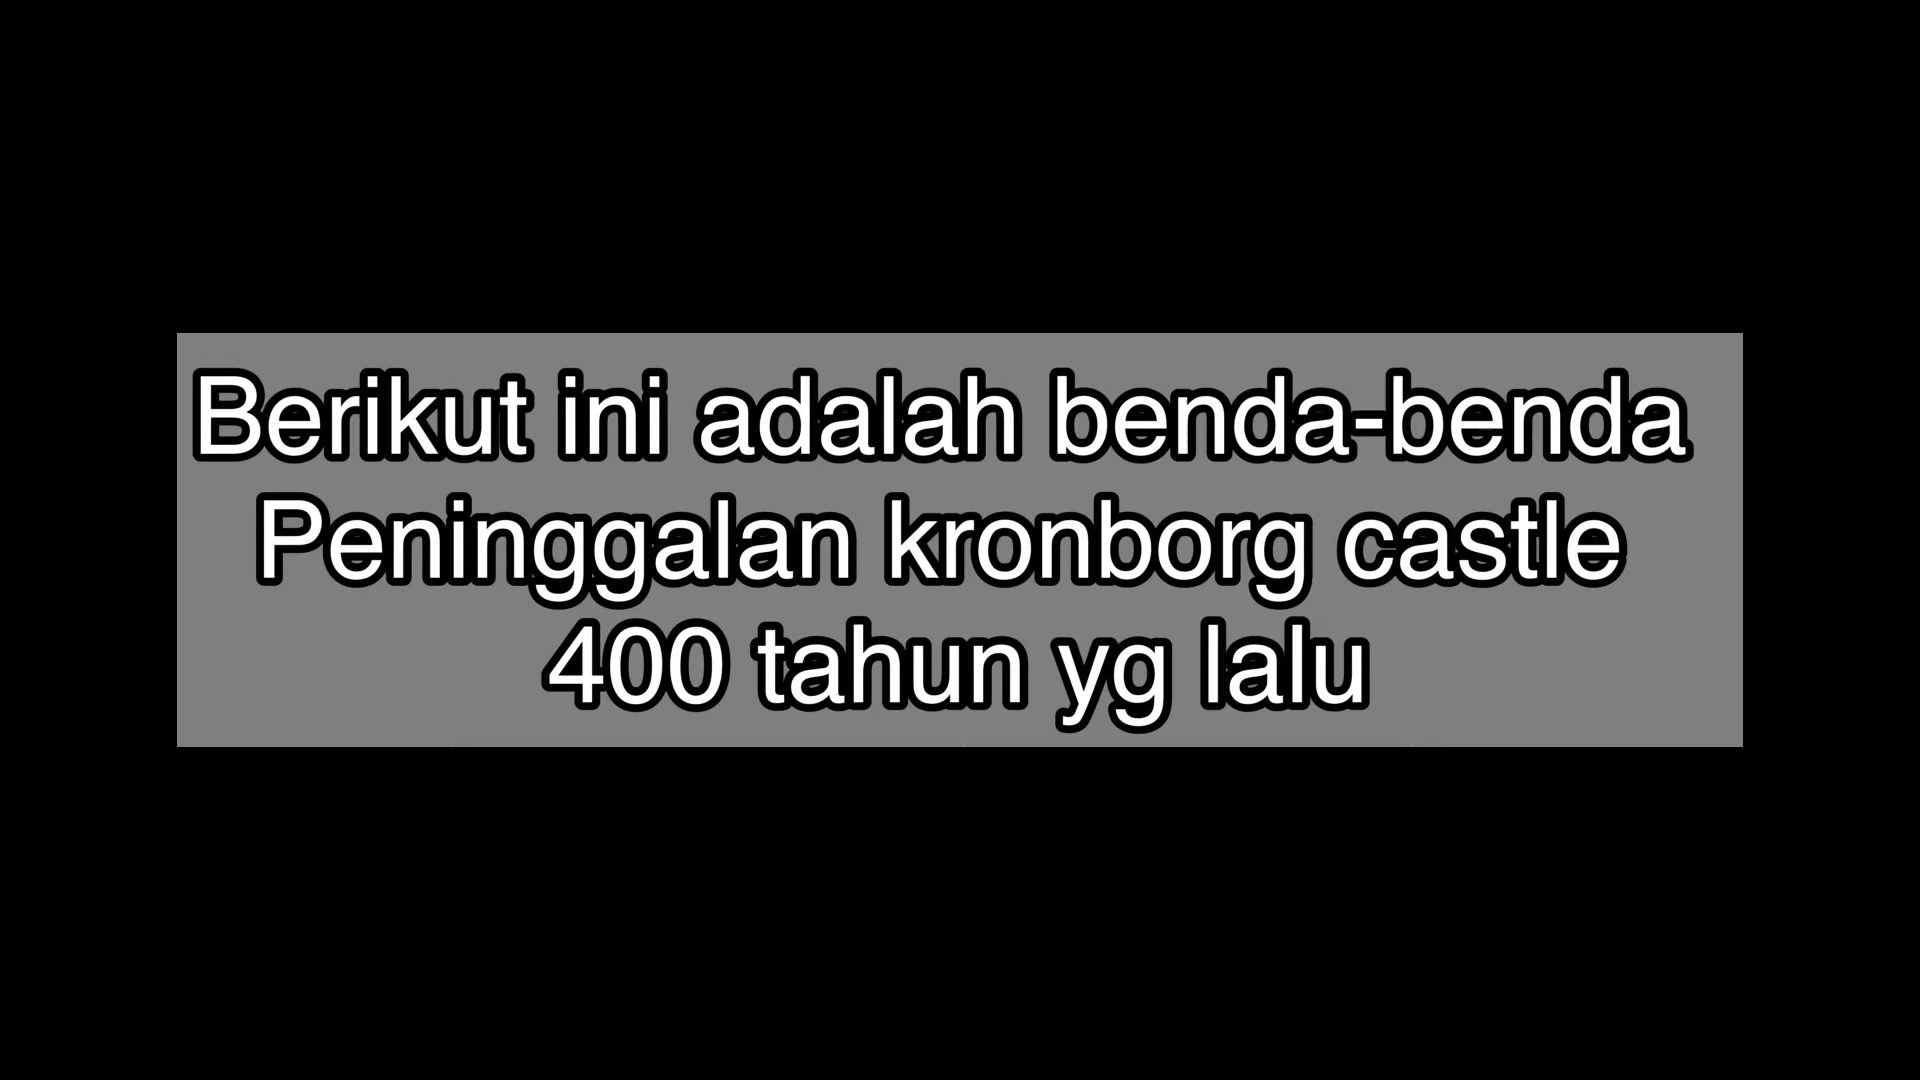 Berikut ini adalah benda-benda
Peninggalan kronborg castle
400 tahun yg lalu